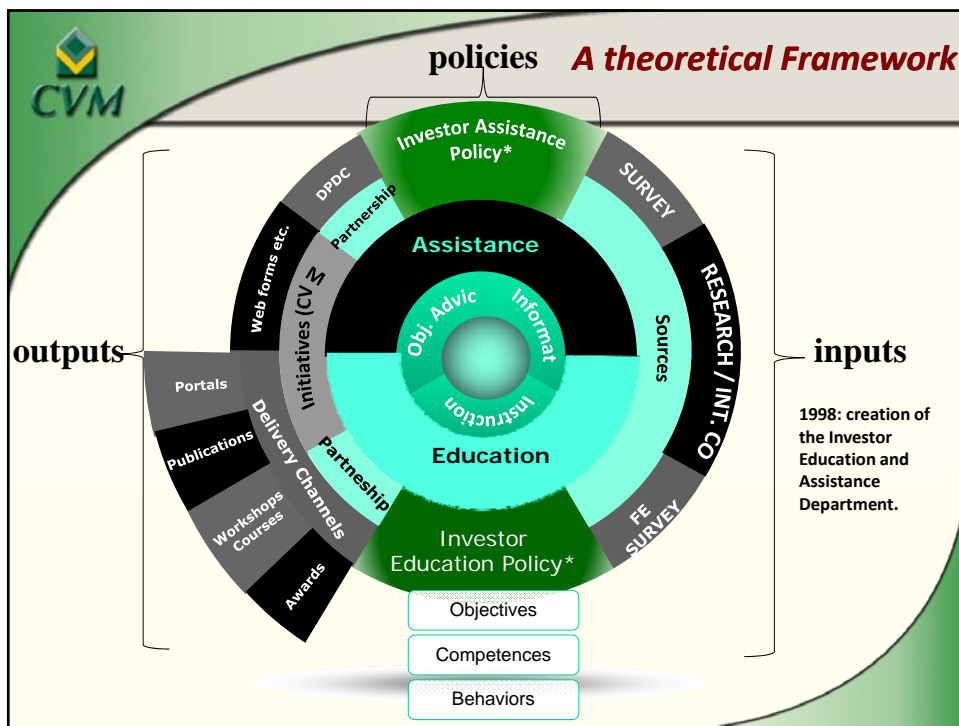 CVM
policies
A theoretical Framework
Investor Assistance
Policy*
DPDC
Partnership
SURVEY
Web forms etc.
Assistance
RESEARCH / INT. CO
Initiatives (CVM
Obj. Advic
Informat
Sources
outputs
inputs
Portals
Instruction
1998: creation of
the Investor
Education and
Assistance
Department.
Delivery Channels
Publications
Partneship
Education
Workshops
Courses
FE
SURVEY
Investor
Education Policy*
Awards
Objectives
Competences
Behaviors